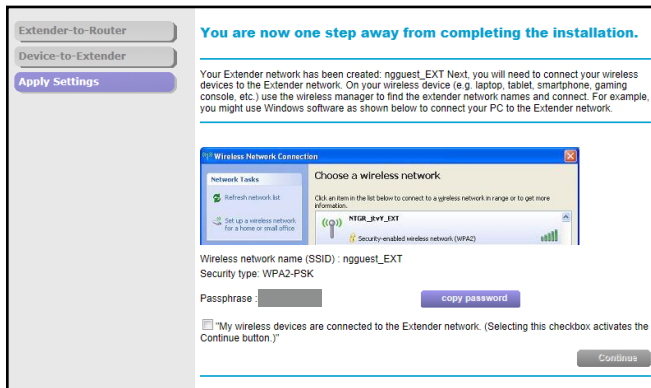 Extender-to-Router
Device-to-Extender
Apply Settings
You are now one step away from completing the installation.
Your Extender network has been created: ngguest_EXT Next, you will need to connect your wireless
devices to the Extender network. On your wireless device (e.g. laptop, tablet, smartphone, gaming
console, etc.) use the wireless manager to find the extender network names and connect. For example,
you might use Windows software as shown below to connect your PC to the Extender network.
Wireless Network Connection
Network Tasks
Refresh network list
Set up a wireless network
for a home or small office
Choose a wireless network
Click an item in the list below to connect to a wireless network in range or to get more
information.
Security-enabled wireless network (WPA2)
Wireless network name (SSID) : ngguest_EXT
Security type: WPA2-PSK
Passphrase :
copy password
"My wireless devices are connected to the Extender network. (Selecting this checkbox activates the
Continue button.)"
Continue